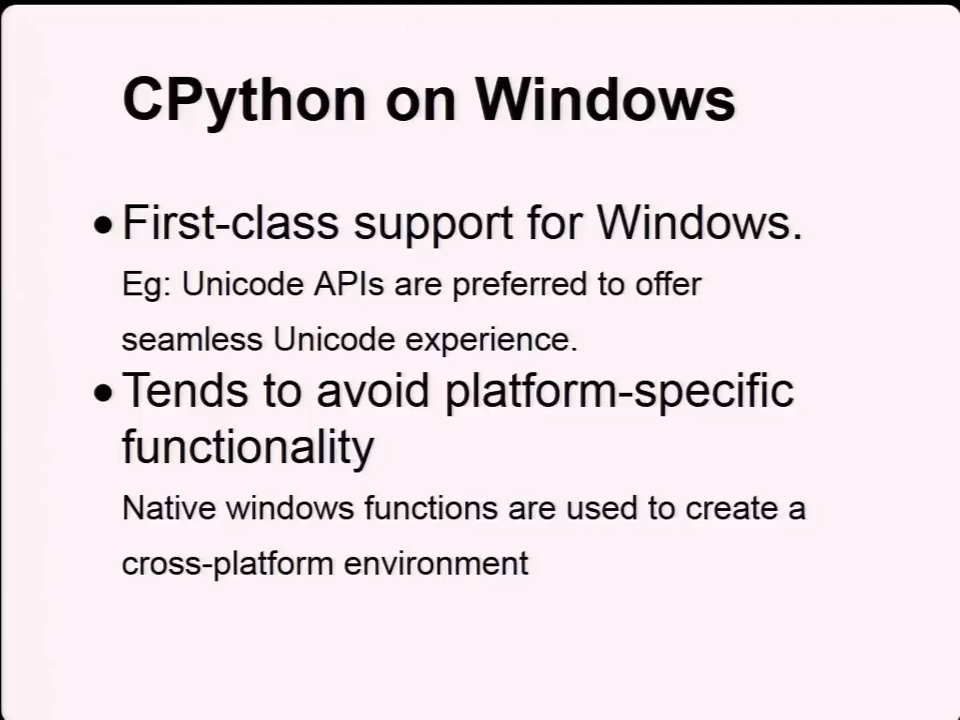 CPython on Windows
• First-class support for Windows.
Eg: Unicode APIs are preferred to offer
seamless Unicode experience.
• Tends to avoid platform-specific
functionality
Native windows functions are used to create a
cross-platform environment